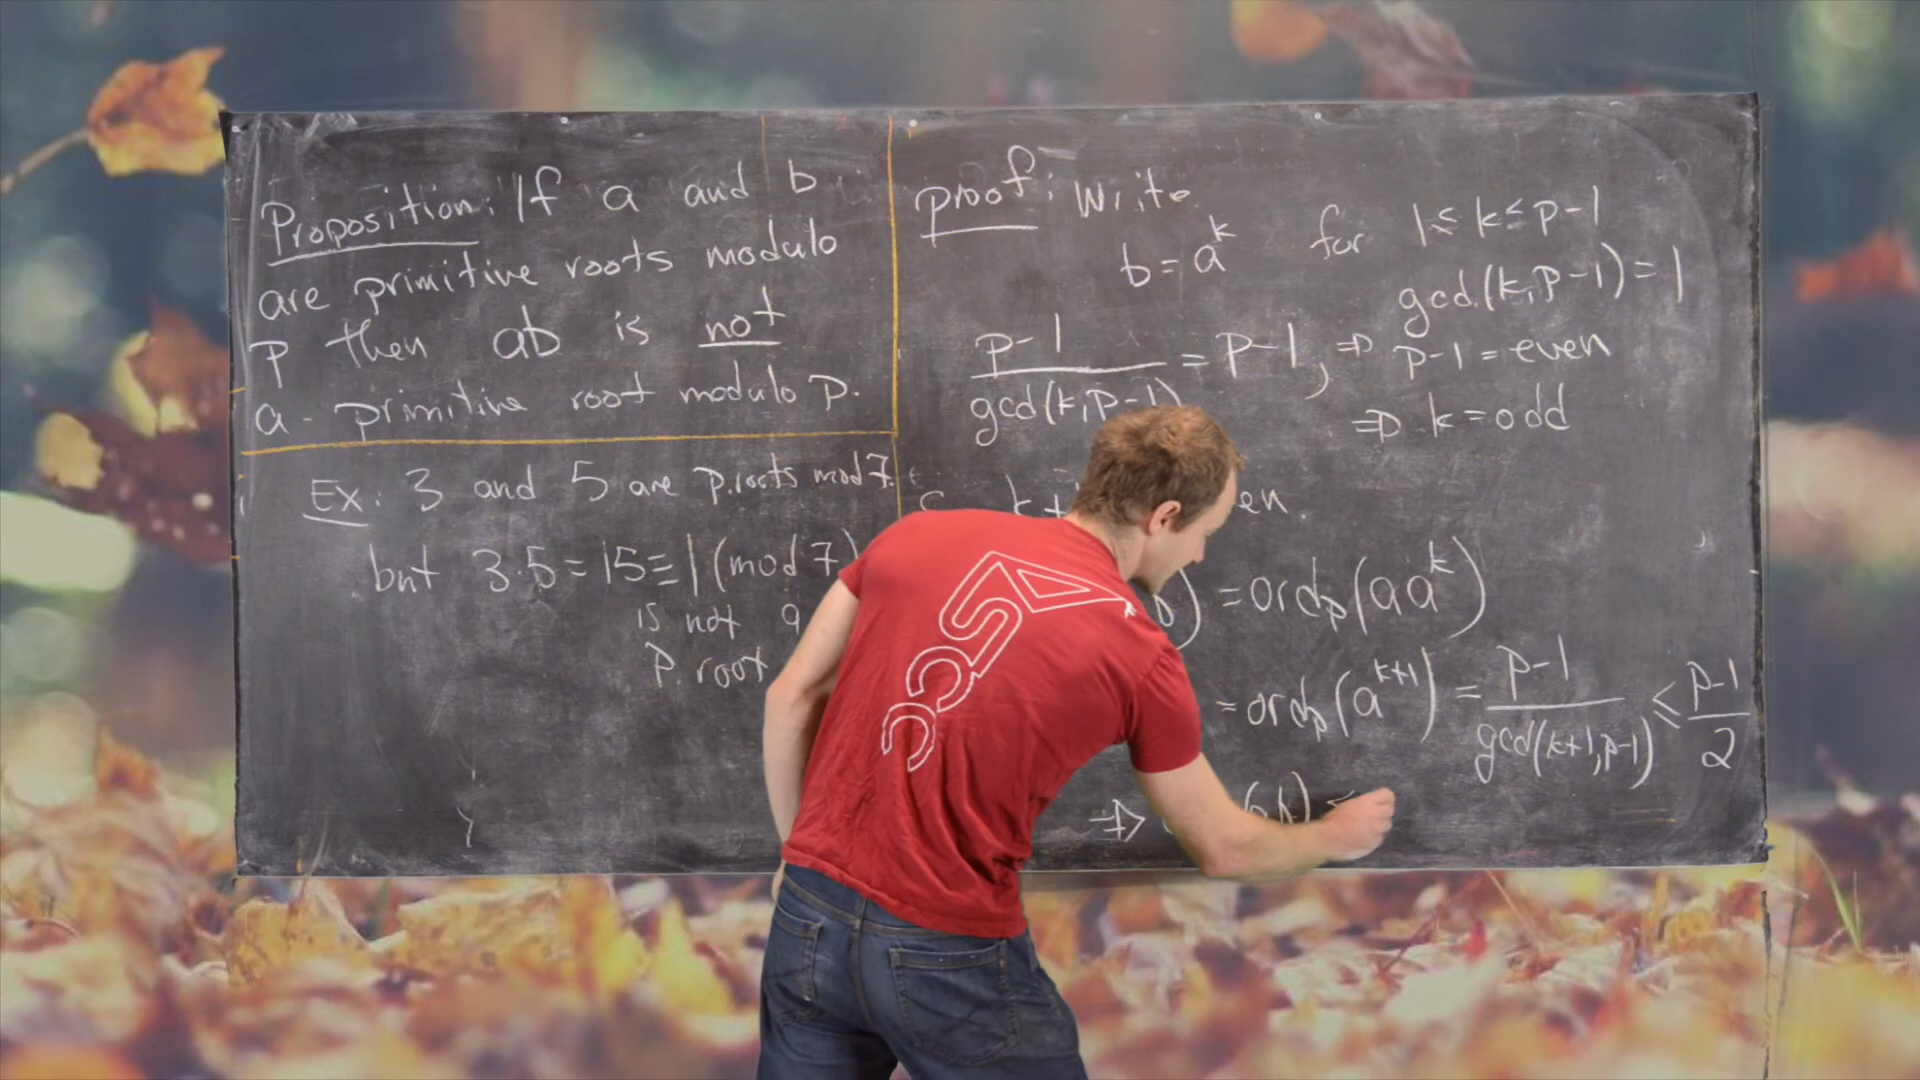 Proposition: If a and b
are primitive roots modulo
p then ab is not
a primitive root modulo p.
Ex: 3 and 5 are p.roots mod 7.
but 3·5=15≡1(mod 7)
is not a
p. root
proof: Write
b=a^k for 1≤k≤p-1
gcd(k,p-1)=1
p-1/gcd(k,p-1) = p-1, ⇒ p-1=even
⇒ k=odd
k+
=ord_p(aa^k)
=ord_p(a^{k+1}) = p-1/gcd(k+1,p-1) ≤ p-1/2
⇒ (ab) <